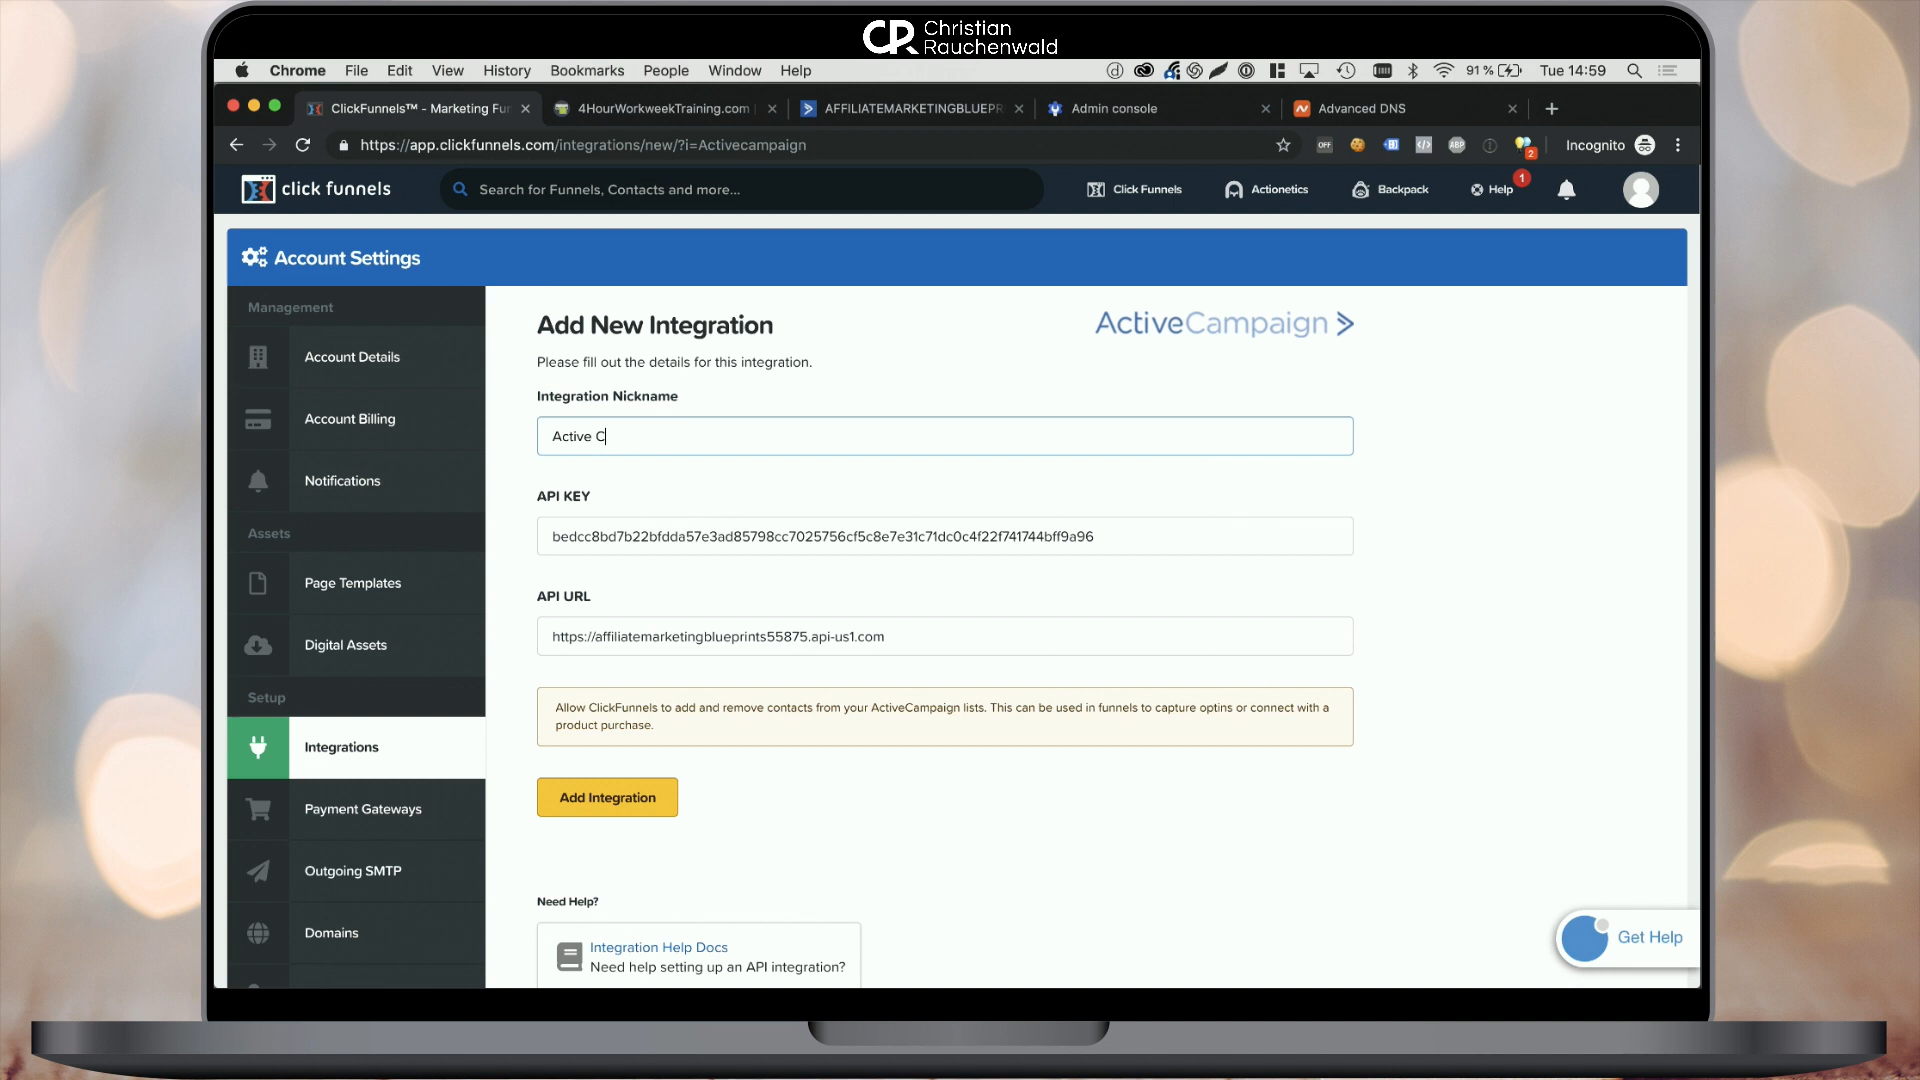 Christian
Rauchenwald
Chrome File Edit View History Bookmarks People Window Help
91% Tue 14:59
ClickFunnels™ - Marketing Fur
4HourWorkweekTraining.com
AFFILIATEMARKETINGBLUEPR
Admin console
Advanced DNS
https://app.clickfunnels.com/integrations/new/?i=Activecampaign
OFF
ABP
2
Incognito
click funnels
Search for Funnels, Contacts and more...
Click Funnels
Actionetics
Backpack
Help
1
Account Settings
Management
Account Details
Account Billing
Notifications
Assets
Page Templates
Digital Assets
Setup
Integrations
Payment Gateways
Outgoing SMTP
Domains
Add New Integration
ActiveCampaign >
Please fill out the details for this integration.
Integration Nickname
Active C
API KEY
bedcc8bd7b22bfdda57e3ad85798cc7025756cf5c8e7e31c71dc0c4f22f741744bff9a96
API URL
https://affiliatemarketingblueprints55875.api-us1.com
Allow ClickFunnels to add and remove contacts from your ActiveCampaign lists. This can be used in funnels to capture optins or connect with a
product purchase.
Add Integration
Need Help?
Integration Help Docs
Need help setting up an API integration?
Get Help